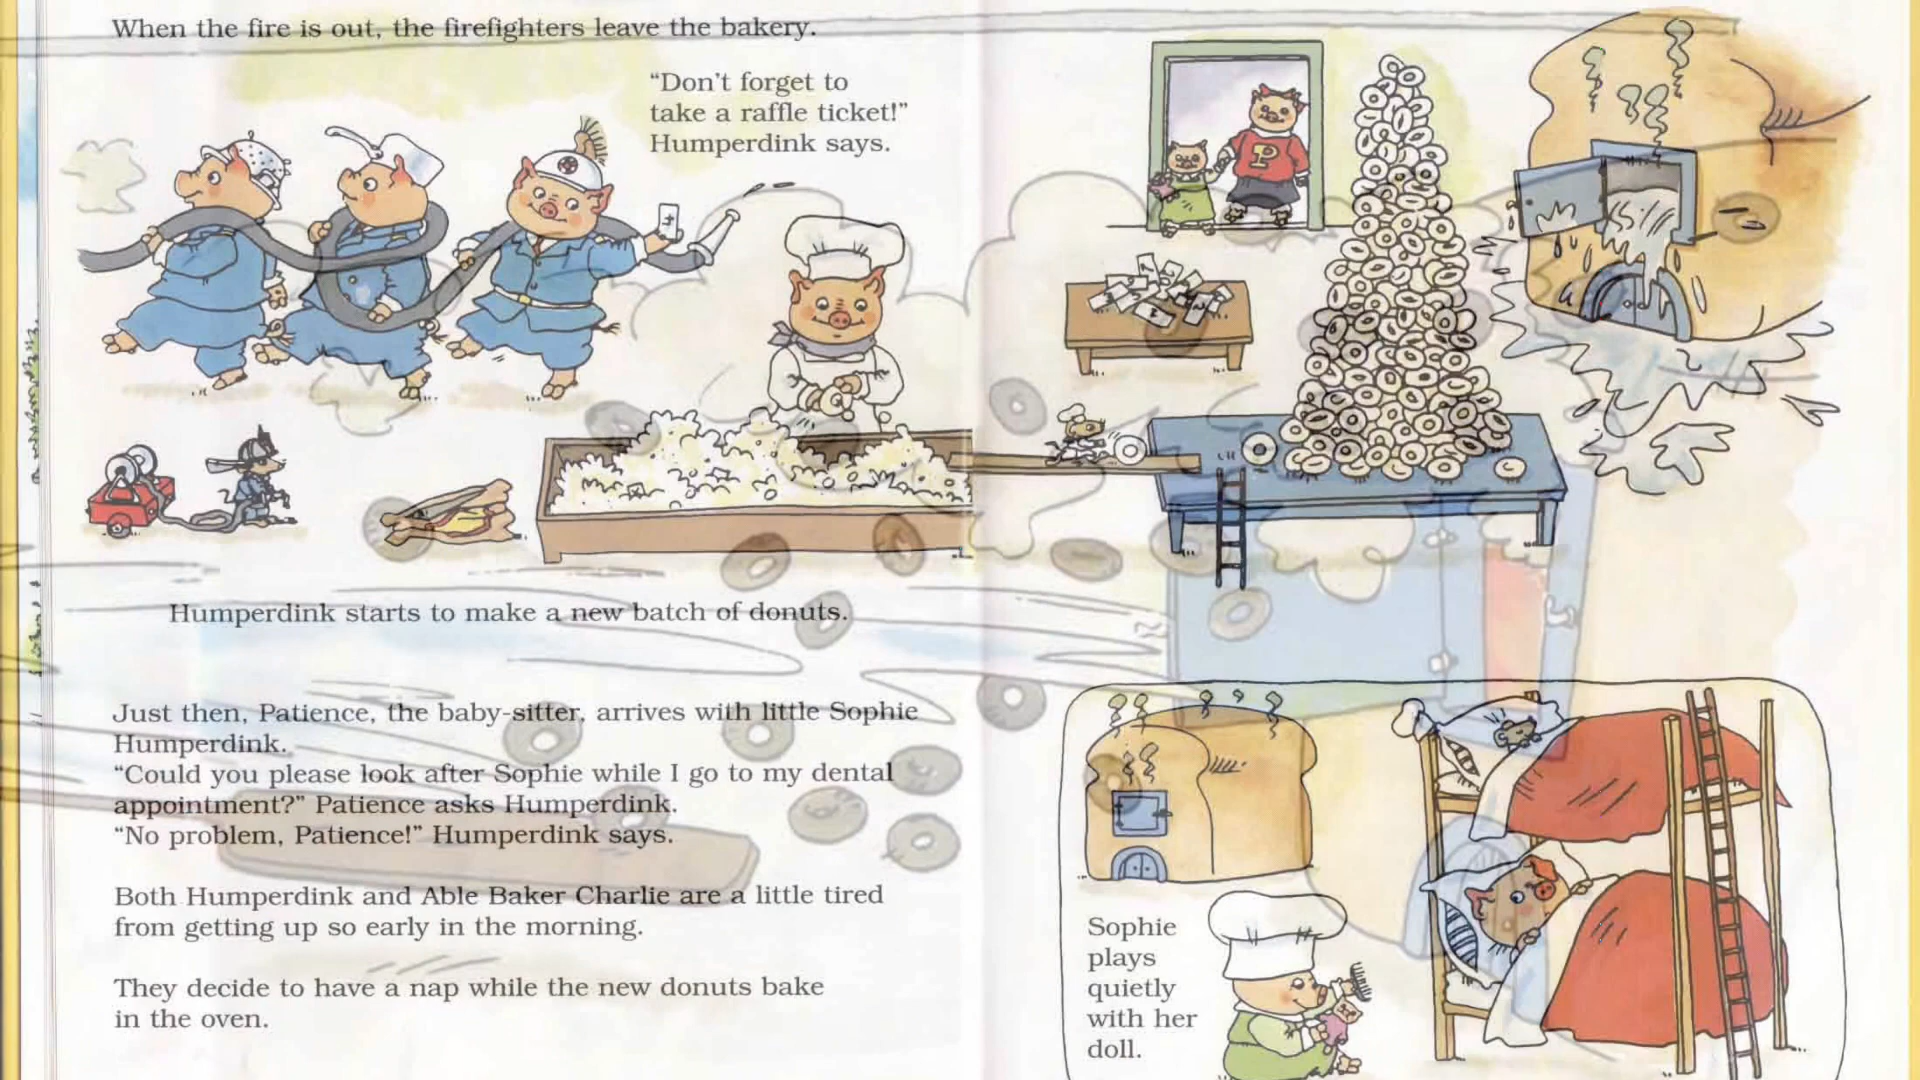 When the fire is out, the firefighters leave the bakery.
“Don’t forget to
take a raffle ticket!”
Humperdink says.
P
Humperdink starts to make a new batch of donuts.
Just then, Patience, the baby-sitter, arrives with little Sophie
Humperdink.
“Could you please look after Sophie while I go to my dental
appointment?” Patience asks Humperdink.
“No problem, Patience!” Humperdink says.
Both Humperdink and Able Baker Charlie are a little tired
from getting up so early in the morning.
They decide to have a nap while the new donuts bake
in the oven.
Sophie
plays
quietly
with her
doll.